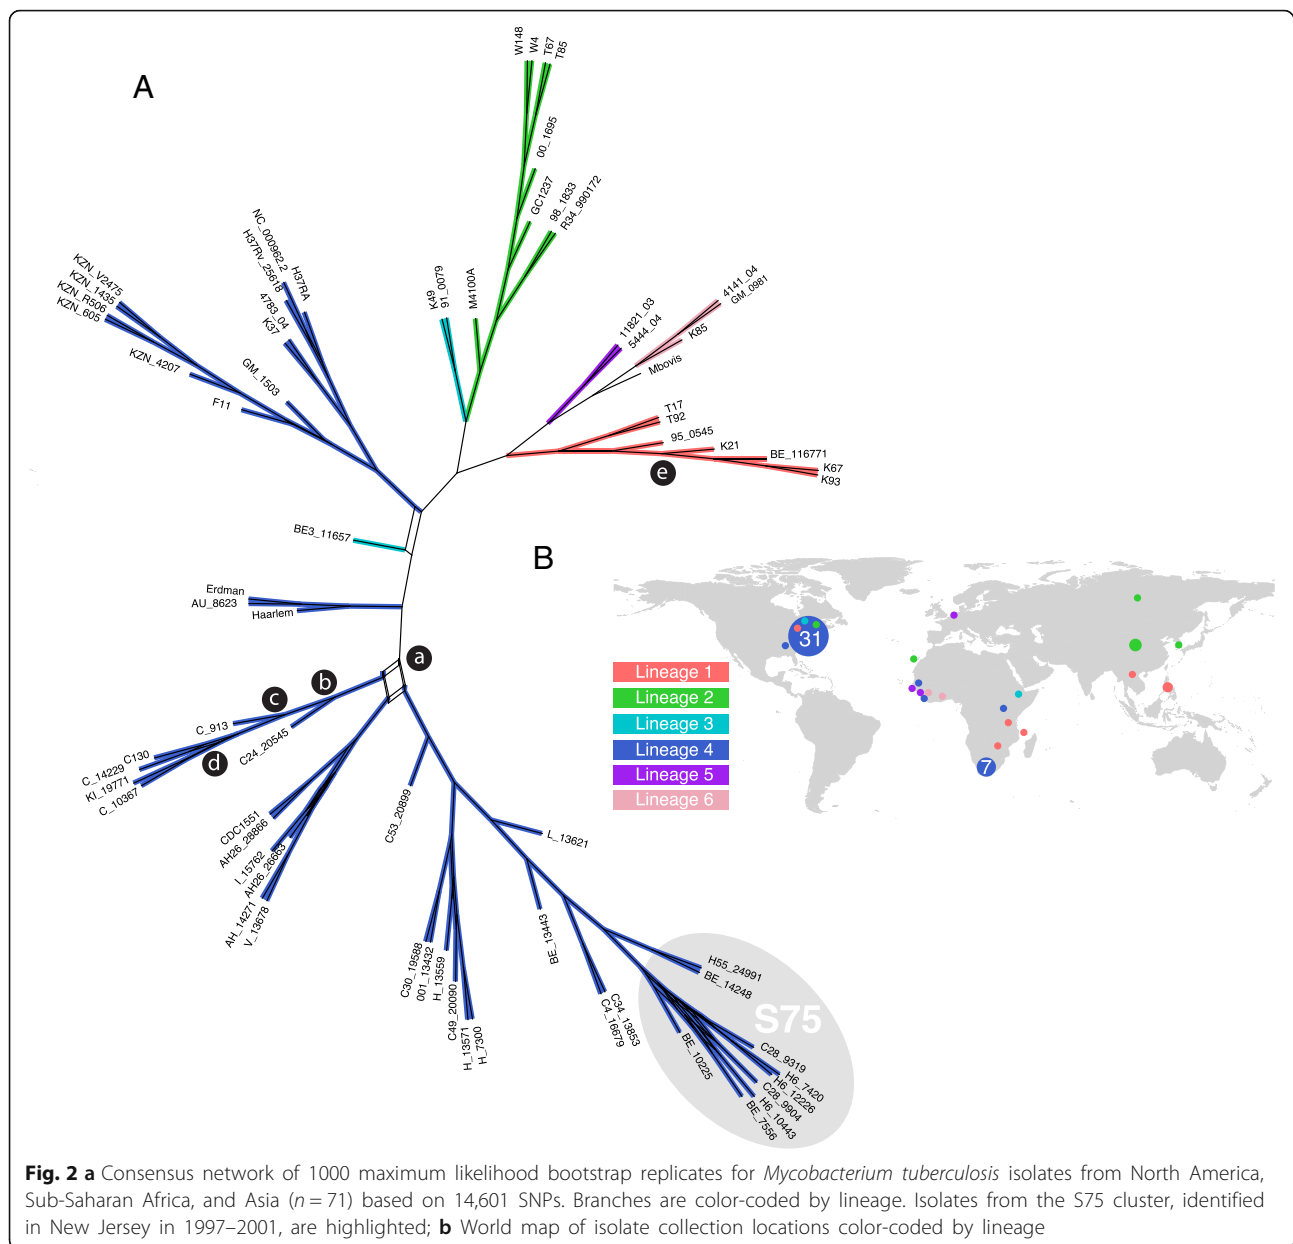 A
W148
W4
T67
T85
00_1695
GC1237
98_1833
R34_990172
K49
91_0079
M4100A
11821_03
5444_04
4141_04
GM_0981
K85
Mbovis
T17
T92
95_0545
K21
BE_116771
K67
K93
e
NC_000962.2
H37Rv_25618
H37RA
4783_04
K37
KZN_V2475
KZN_1435
KZN_R506
KZN_605
KZN_4207
GM_1503
F11
BE3_11657
Erdman
AU_8623
Haarlem
a
b
c
C_913
C24_20545
d
C130
C_14229
KI_19771
C_10367
CDC1551
AH26_28866
I_15762
AH26_26663
AH_14271
V_13678
C53_20899
L_13621
C30_19588
001_13432
H_13559
C49_20090
H_13571
H_7300
BE_13443
C34_13853
C4_16679
H55_24991
BE_14248
S75
BE_10225
C28_9319
H6_7420
H6_12226
C28_9904
H6_10443
BE_7556
B
31
7
Lineage 1
Lineage 2
Lineage 3
Lineage 4
Lineage 5
Lineage 6
Fig. 2 a Consensus network of 1000 maximum likelihood bootstrap replicates for Mycobacterium tuberculosis isolates from North America,
Sub-Saharan Africa, and Asia (n = 71) based on 14,601 SNPs. Branches are color-coded by lineage. Isolates from the S75 cluster, identified
in New Jersey in 1997–2001, are highlighted; b World map of isolate collection locations color-coded by lineage